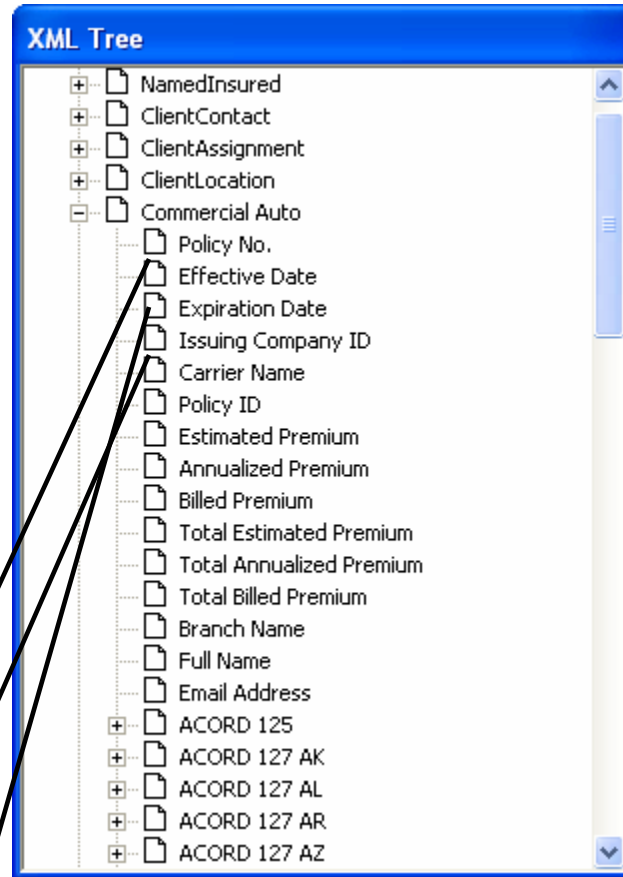 XML Tree
NamedInsured
ClientContact
ClientAssignment
ClientLocation
Commercial Auto
Policy No.
Effective Date
Expiration Date
Issuing Company ID
Carrier Name
Policy ID
Estimated Premium
Annualized Premium
Billed Premium
Total Estimated Premium
Total Annualized Premium
Total Billed Premium
Branch Name
Full Name
Email Address
ACORD 125
ACORD 127 AK
ACORD 127 AL
ACORD 127 AR
ACORD 127 AZ